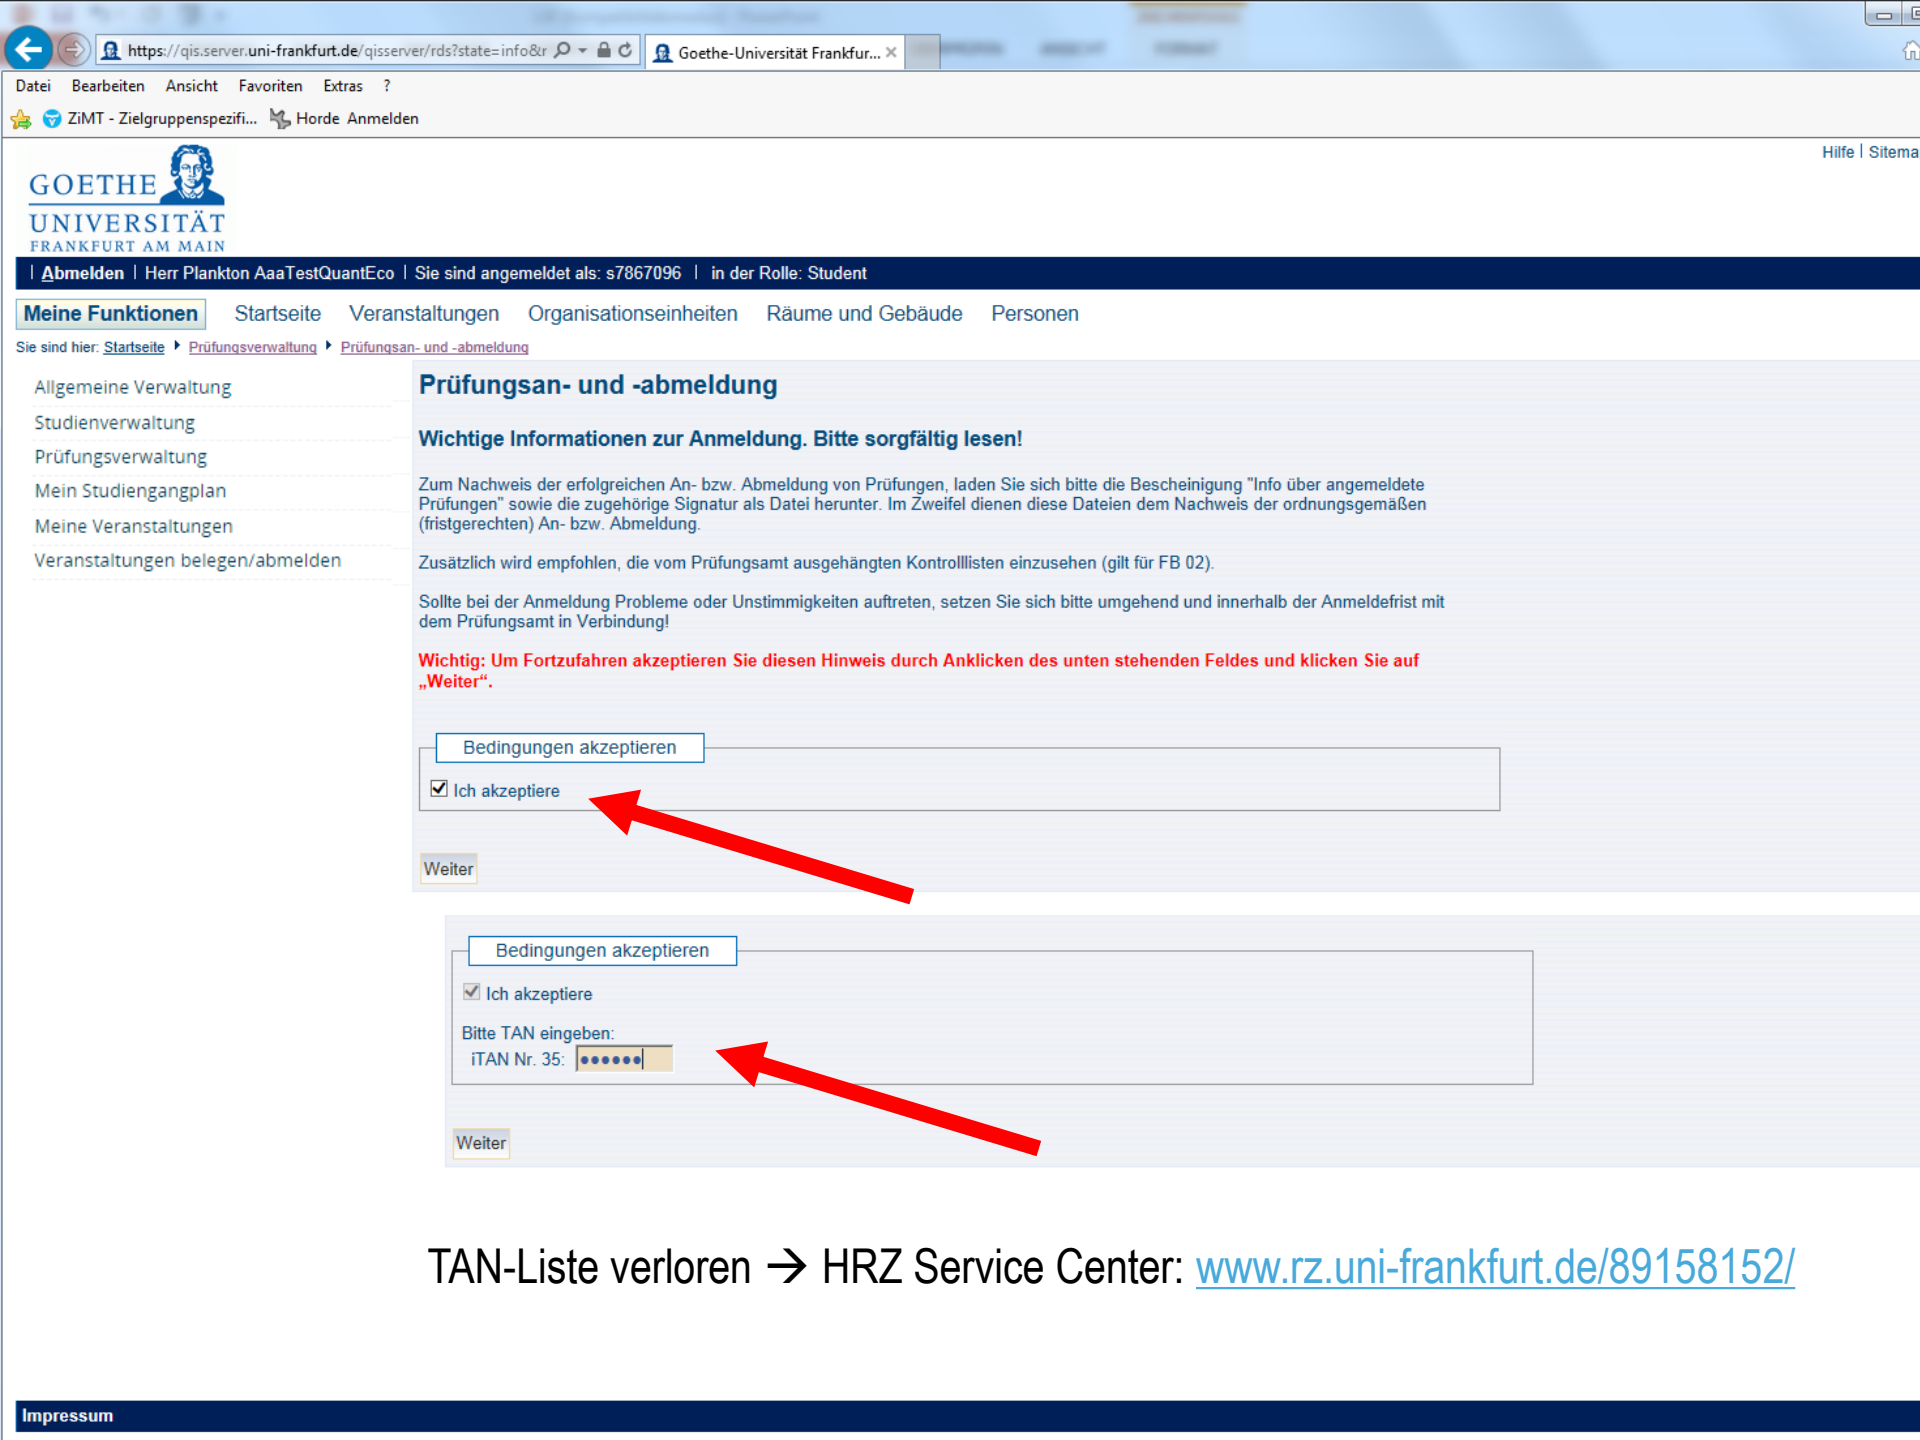 https://qis.server.uni-frankfurt.de/qisserver/rds?state=info&r
Goethe-Universität Frankfur...
Datei Bearbeiten Ansicht Favoriten Extras ?
ZiMT - Zielgruppenspezifi... Horde Anmelden
Hilfe | Sitema
GOETHE
UNIVERSITÄT
FRANKFURT AM MAIN
| Abmelden | Herr Plankton AaaTestQuantEco | Sie sind angemeldet als: s7867096 | in der Rolle: Student
Meine Funktionen Startseite Veranstaltungen Organisationseinheiten Räume und Gebäude Personen
Sie sind hier: Startseite Prüfungsverwaltung Prüfungsan- und -abmeldung
Allgemeine Verwaltung
Studienverwaltung
Prüfungsverwaltung
Mein Studiengangplan
Meine Veranstaltungen
Veranstaltungen belegen/abmelden
Prüfungsan- und -abmeldung
Wichtige Informationen zur Anmeldung. Bitte sorgfältig lesen!
Zum Nachweis der erfolgreichen An- bzw. Abmeldung von Prüfungen, laden Sie sich bitte die Bescheinigung "Info über angemeldete
Prüfungen" sowie die zugehörige Signatur als Datei herunter. Im Zweifel dienen diese Dateien dem Nachweis der ordnungsgemäßen
(fristgerechten) An- bzw. Abmeldung.
Zusätzlich wird empfohlen, die vom Prüfungsamt ausgehängten Kontrolllisten einzusehen (gilt für FB 02).
Sollte bei der Anmeldung Probleme oder Unstimmigkeiten auftreten, setzen Sie sich bitte umgehend und innerhalb der Anmeldefrist mit
dem Prüfungsamt in Verbindung!
Wichtig: Um Fortzufahren akzeptieren Sie diesen Hinweis durch Anklicken des unten stehenden Feldes und klicken Sie auf
„Weiter“.
Bedingungen akzeptieren
Ich akzeptiere
Weiter
Bedingungen akzeptieren
Ich akzeptiere
Bitte TAN eingeben:
iTAN Nr. 35: ●●●●●●
Weiter
TAN-Liste verloren → HRZ Service Center: www.rz.uni-frankfurt.de/89158152/
Impressum